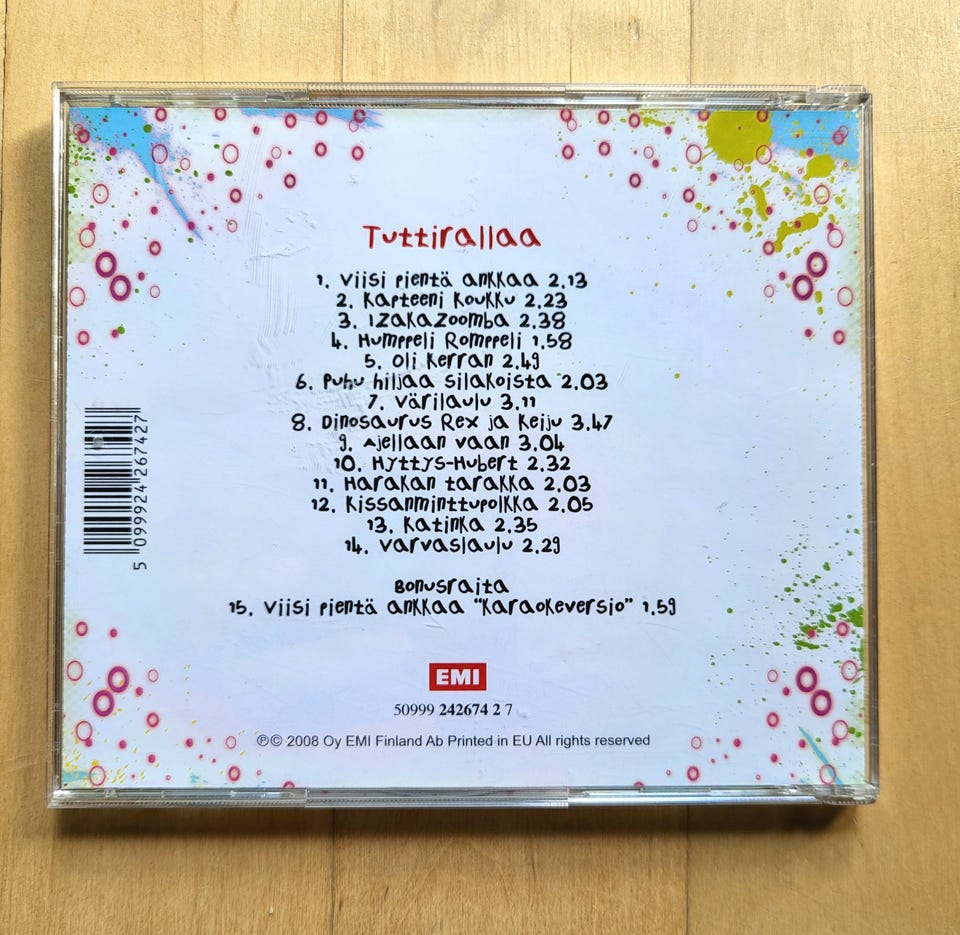 Tuttirallaa
1. Viisi pientä ankkaa 2.13
2. Kapteeni Koukku 2.23
3. IzakaZoomba 2.38
4. Humppeli Romppeli 1.58
5. Oli kerran 2.49
6. Puhu hiljaa silakoista 2.03
7. Värilaulu 3.11
8. Dinosaurus Rex ja Keiju 3.47
9. Ajellaan vaan 3.04
10. Hyttys-Hubert 2.32
11. Harakan tarakka 2.03
12. Kissanminttupolkka 2.05
13. Katinka 2.35
14. Varvaslaulu 2.29
Bonusraita
15. Viisi pientä ankkaa "Karaokeversio" 1.59
EMI
50999 242674 2 7
℗© 2008 Oy EMI Finland Ab Printed in EU All rights reserved
5 099924 267427